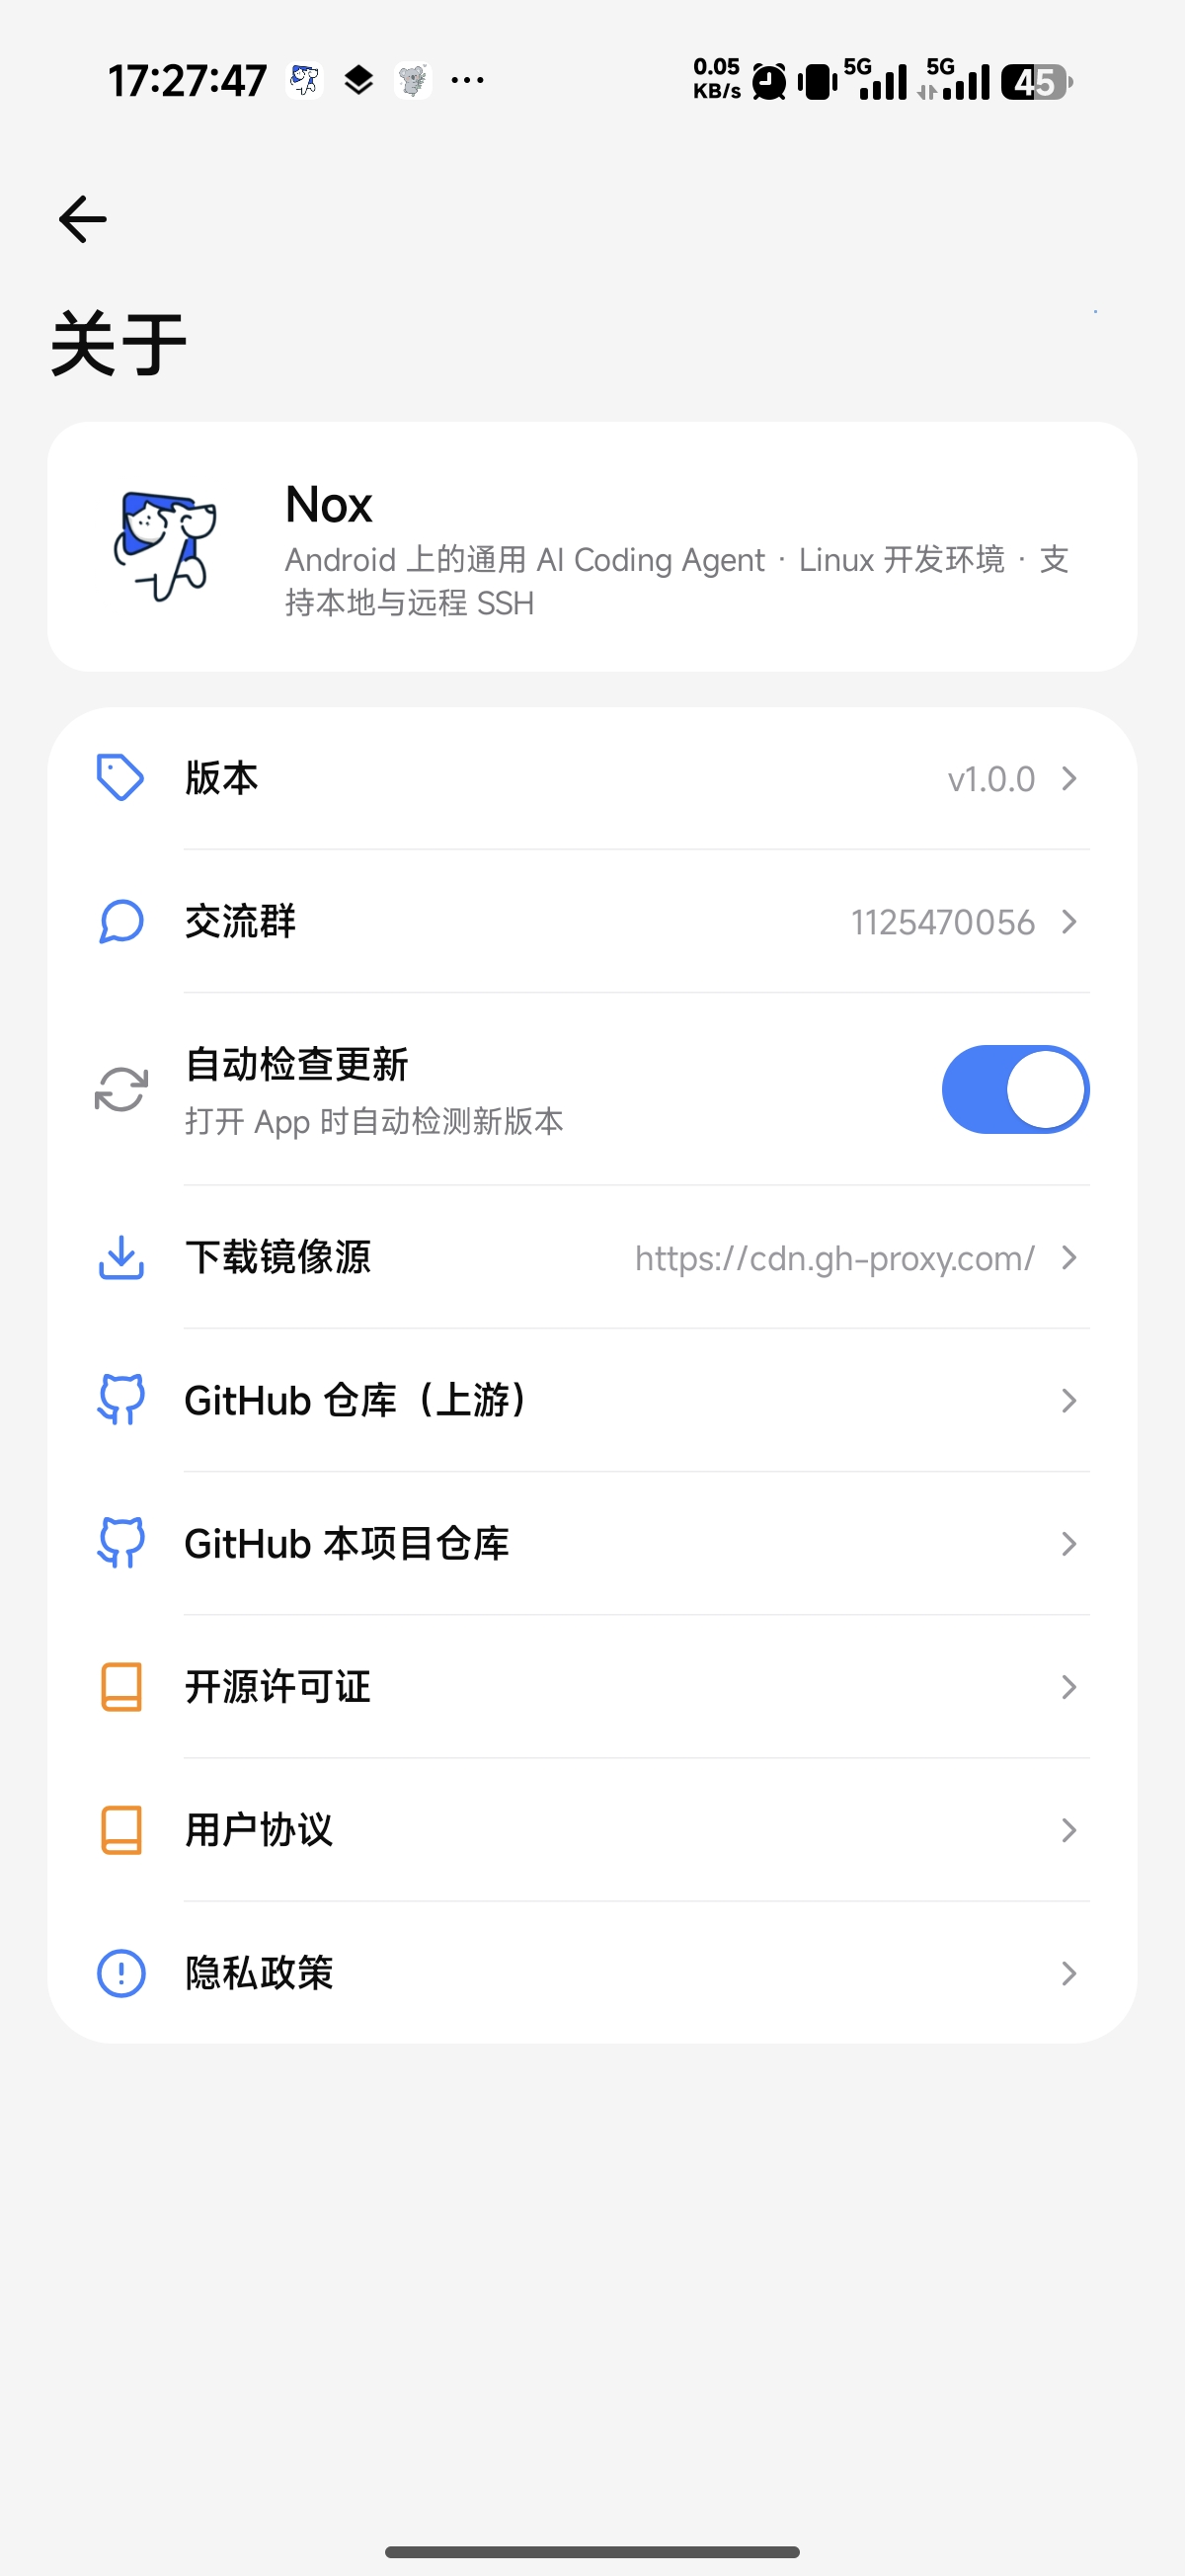 17:27:47
0.05 KB/s 5G 5G 45
关于
Nox
Android 上的通用 AI Coding Agent · Linux 开发环境 · 支
持本地与远程 SSH
版本 v1.0.0
交流群 1125470056
自动检查更新
打开 App 时自动检测新版本
下载镜像源 https://cdn.gh-proxy.com/
GitHub 仓库（上游）
GitHub 本项目仓库
开源许可证
用户协议
隐私政策